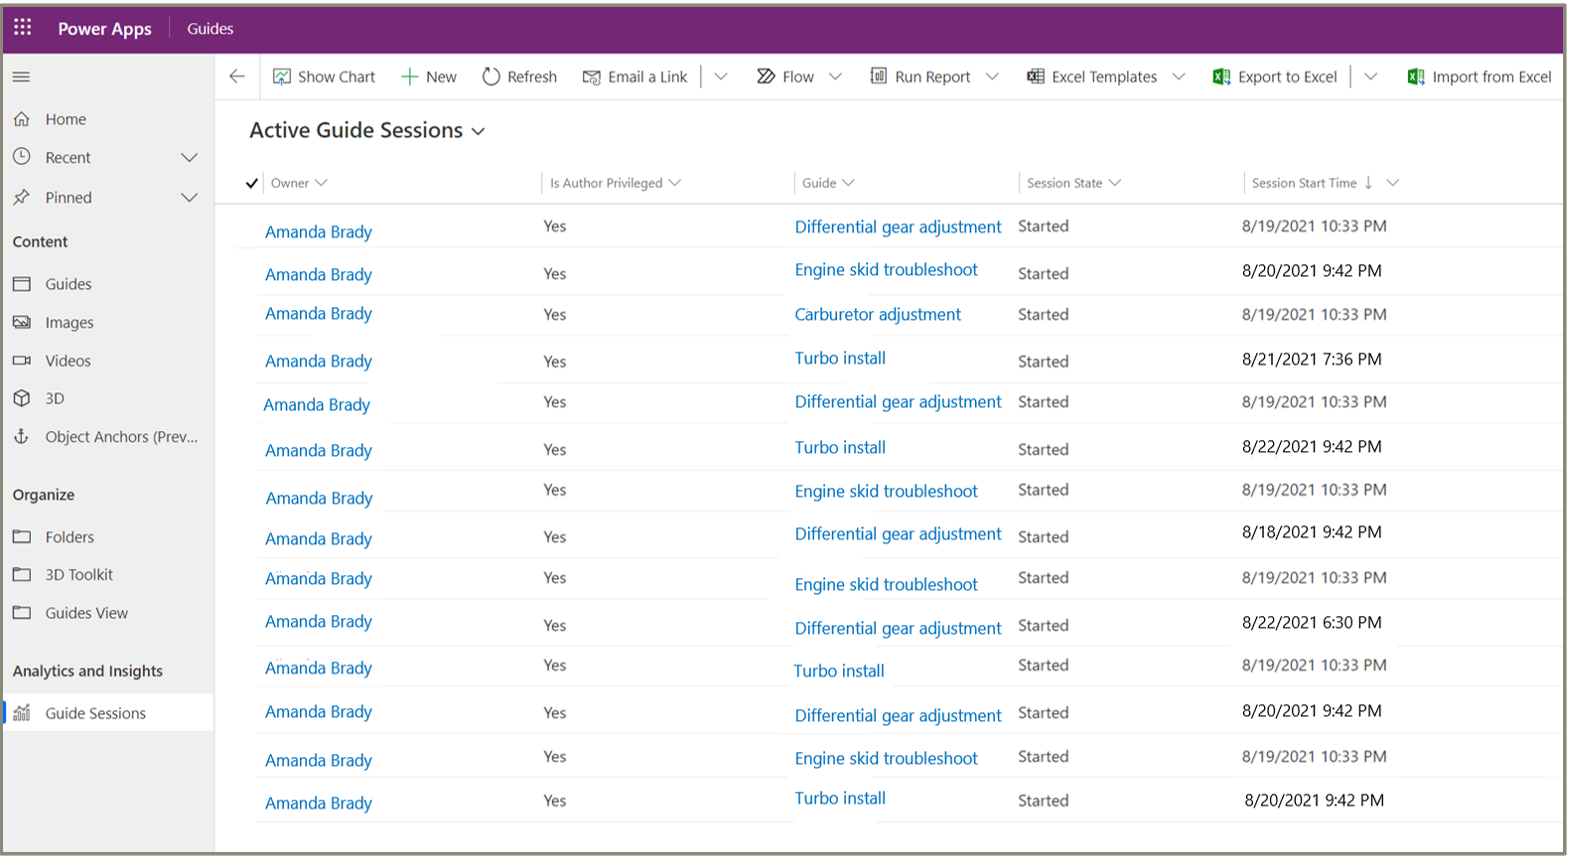 Power Apps Guides
Show Chart New Refresh Email a Link Flow Run Report Excel Templates Export to Excel Import from Excel
Home
Recent
Pinned
Content
Guides
Images
Videos
3D
Object Anchors (Prev...
Organize
Folders
3D Toolkit
Guides View
Analytics and Insights
Guide Sessions
Active Guide Sessions
Owner Is Author Privileged Guide Session State Session Start Time ↓
Amanda Brady Yes Differential gear adjustment Started 8/19/2021 10:33 PM
Amanda Brady Yes Engine skid troubleshoot Started 8/20/2021 9:42 PM
Amanda Brady Yes Carburetor adjustment Started 8/19/2021 10:33 PM
Amanda Brady Yes Turbo install Started 8/21/2021 7:36 PM
Amanda Brady Yes Differential gear adjustment Started 8/19/2021 10:33 PM
Amanda Brady Yes Turbo install Started 8/22/2021 9:42 PM
Amanda Brady Yes Engine skid troubleshoot Started 8/19/2021 10:33 PM
Amanda Brady Yes Differential gear adjustment Started 8/18/2021 9:42 PM
Amanda Brady Yes Engine skid troubleshoot Started 8/19/2021 10:33 PM
Amanda Brady Yes Differential gear adjustment Started 8/22/2021 6:30 PM
Amanda Brady Yes Turbo install Started 8/19/2021 10:33 PM
Amanda Brady Yes Differential gear adjustment Started 8/20/2021 9:42 PM
Amanda Brady Yes Engine skid troubleshoot Started 8/19/2021 10:33 PM
Amanda Brady Yes Turbo install Started 8/20/2021 9:42 PM